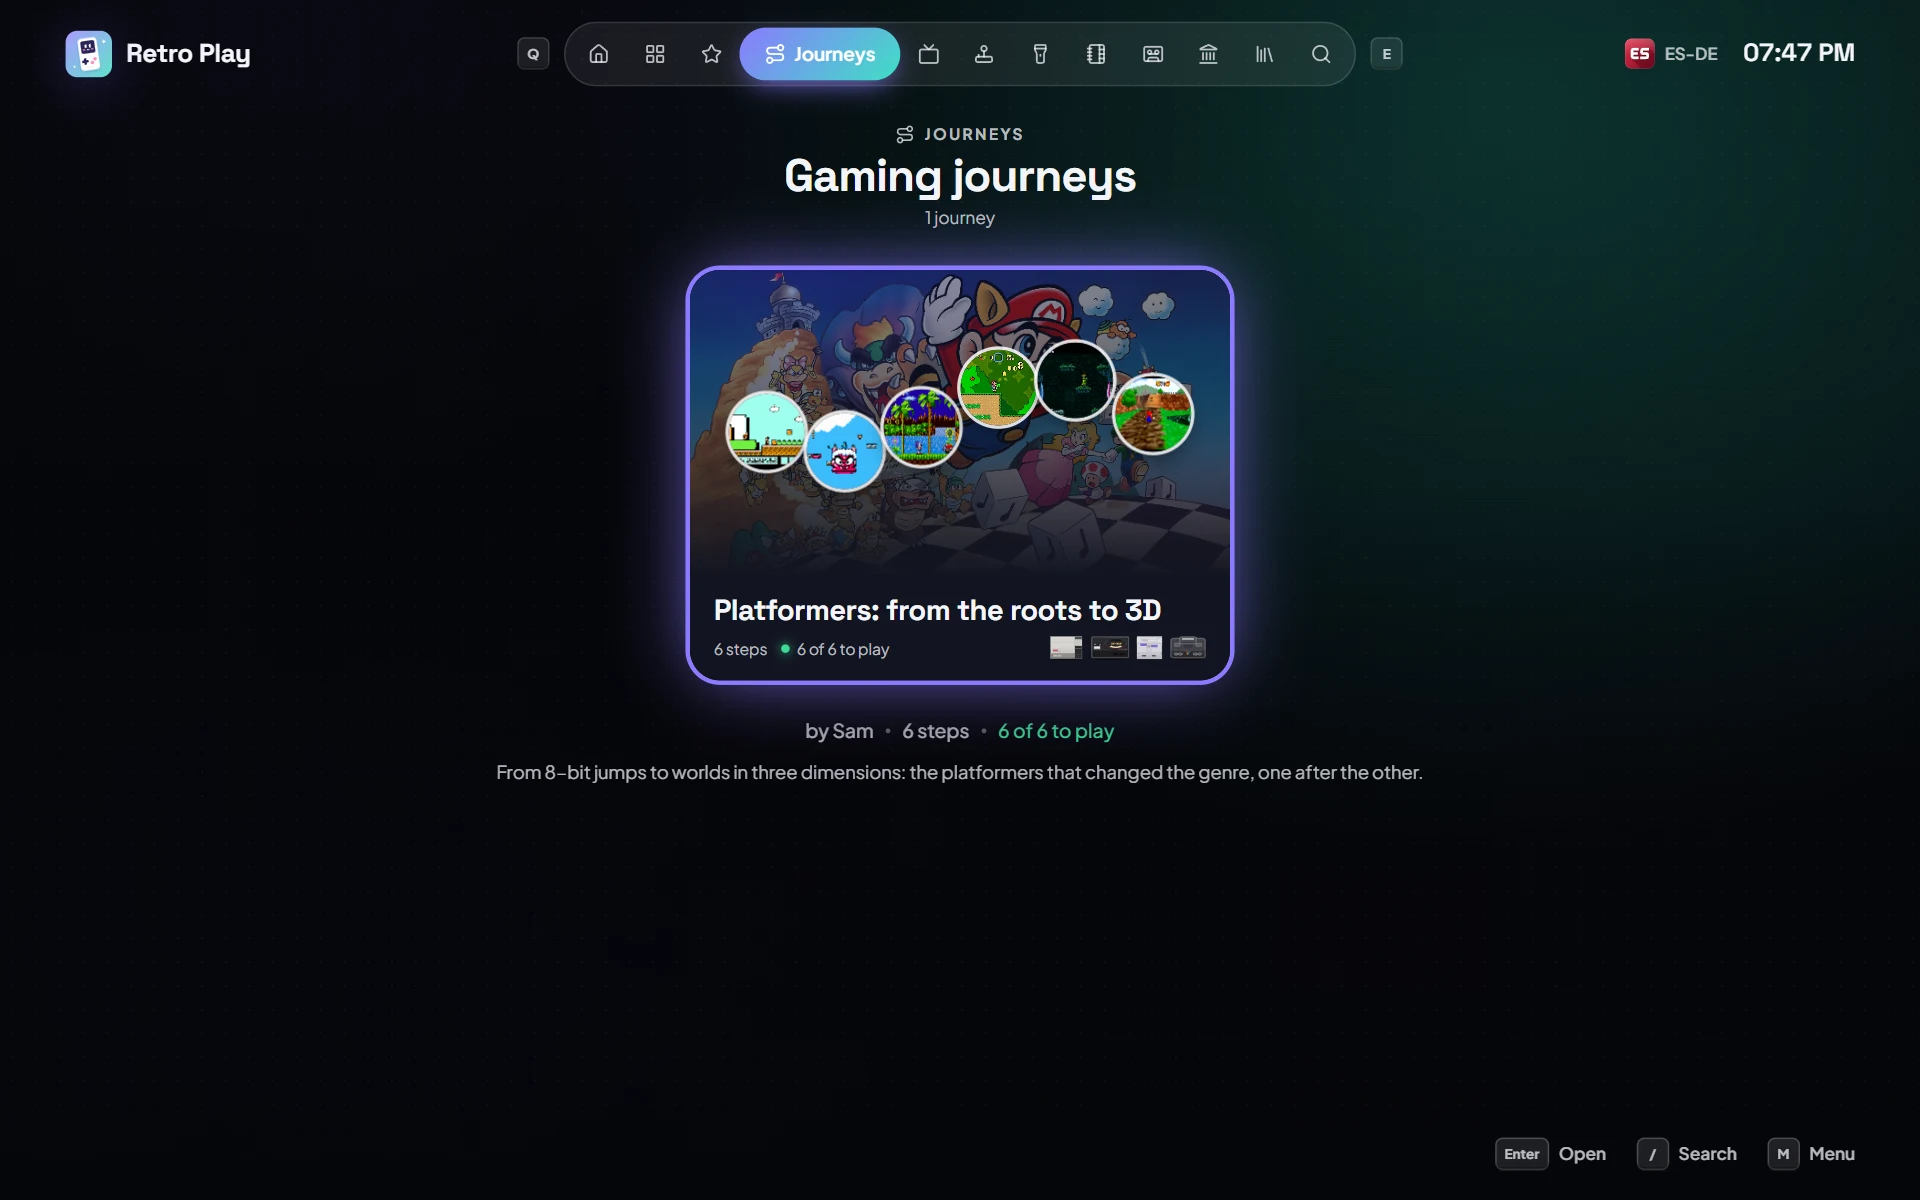 Retro Play
Q
Journeys
E
ES
ES-DE
07:47 PM
JOURNEYS
Gaming journeys
1 journey
Platformers: from the roots to 3D
6 steps
6 of 6 to play
by Sam • 6 steps • 6 of 6 to play
From 8-bit jumps to worlds in three dimensions: the platformers that changed the genre, one after the other.
Enter Open
/ Search
M Menu